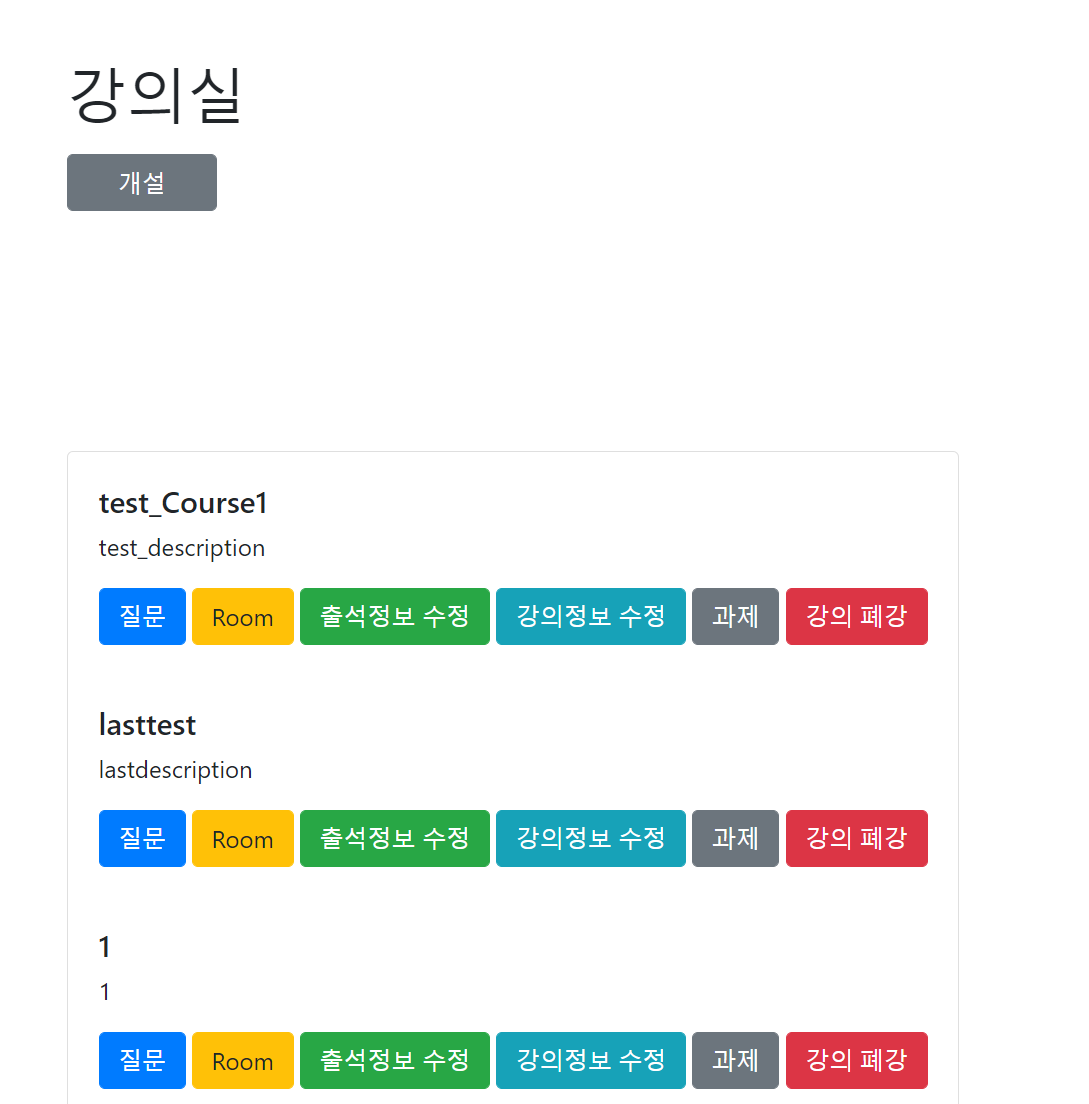 강의실
개설
test_Course1
test_description
질문 Room 출석정보 수정 강의정보 수정 과제 강의 폐강
lasttest
lastdescription
질문 Room 출석정보 수정 강의정보 수정 과제 강의 폐강
1
1
질문 Room 출석정보 수정 강의정보 수정 과제 강의 폐강